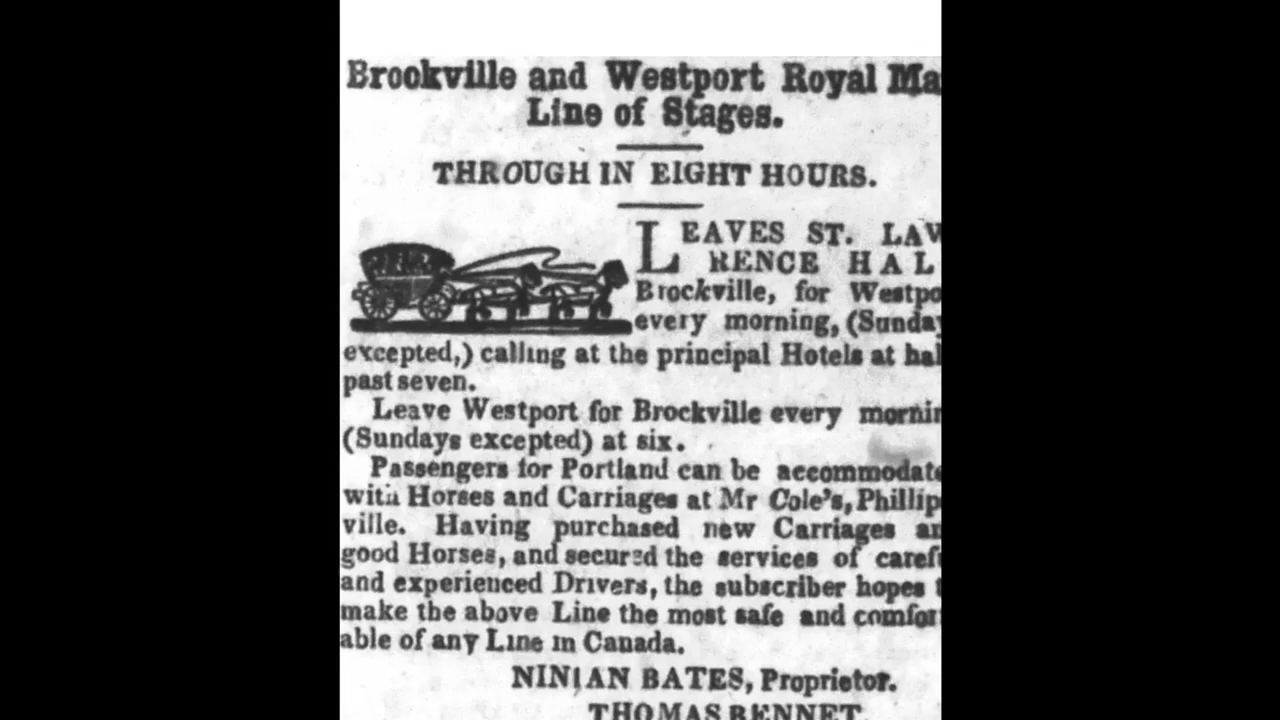 Brockville and Westport Royal Ma
Line of Stages.
THROUGH IN EIGHT HOURS.
LEAVES ST. LAW
RENCE HAL
Brockville, for Westpo
every morning, (Sunday
excepted,) calling at the principal Hotels at hal
past seven.
Leave Westport for Brockville every mornin
(Sundays excepted) at six.
Passengers for Portland can be accommodate
with Horses and Carriages at Mr Cole's, Phillip
ville. Having purchased new Carriages an
good Horses, and secured the services of carefu
and experienced Drivers, the subscriber hopes t
make the above Line the most safe and comfor
able of any Line in Canada.
NINIAN BATES, Proprietor.
THOMAS BENNET.